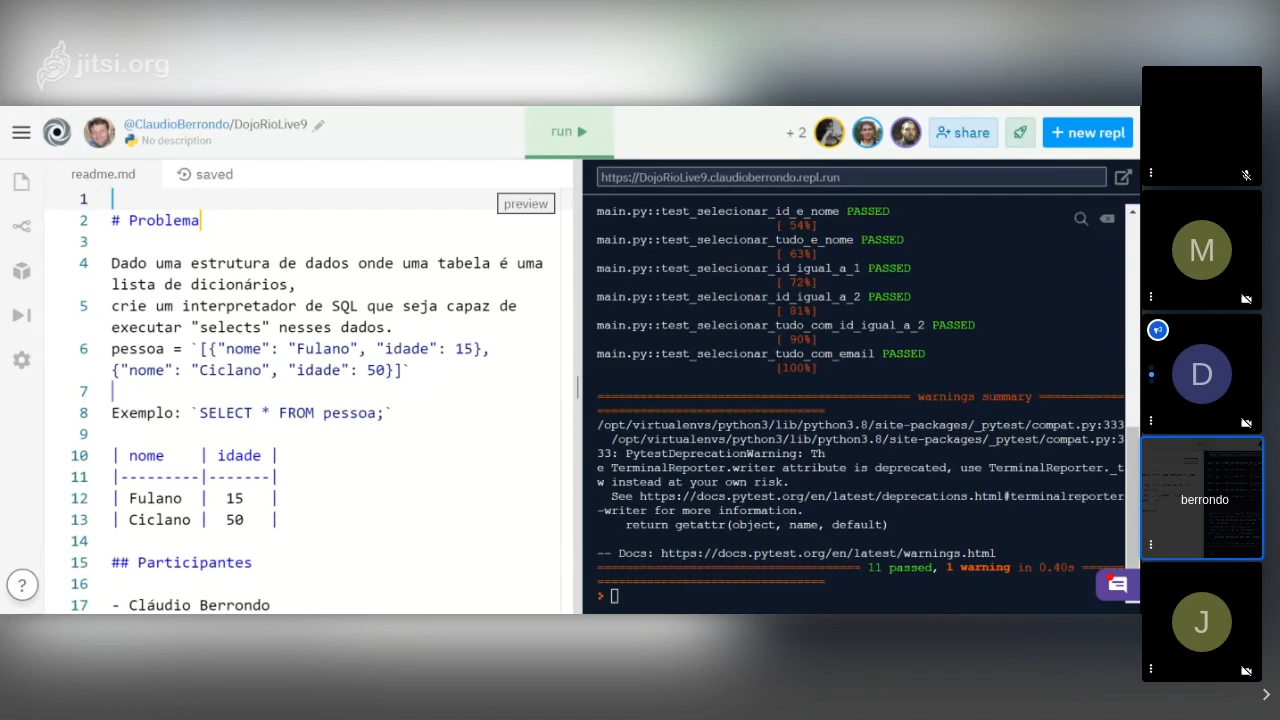 jitsi.org
@ClaudioBerrondo/DojoRioLive9
No description
run
+ 2
share
+ new repl
readme.md
saved
preview
1
2 # Problema
3
4 Dado uma estrutura de dados onde uma tabela é uma
lista de dicionários,
5 crie um interpretador de SQL que seja capaz de
executar "selects" nesses dados.
6 pessoa = `[{"nome": "Fulano", "idade": 15},
{"nome": "Ciclano", "idade": 50}]`
7
8 Exemplo: `SELECT * FROM pessoa;`
9
10 | nome | idade |
11 |---------|-------|
12 | Fulano | 15 |
13 | Ciclano | 50 |
14
15 ## Participantes
16
17 - Cláudio Berrondo
?
https://DojoRioLive9.claudioberrondo.repl.run
main.py::test_selecionar_id_e_nome PASSED
[ 54%]
main.py::test_selecionar_tudo_e_nome PASSED
[ 63%]
main.py::test_selecionar_id_igual_a_1 PASSED
[ 72%]
main.py::test_selecionar_id_igual_a_2 PASSED
[ 81%]
main.py::test_selecionar_tudo_com_id_igual_a_2 PASSED
[ 90%]
main.py::test_selecionar_tudo_com_email PASSED
[100%]
============================================ warnings summary ==============
================================
/opt/virtualenvs/python3/lib/python3.8/site-packages/_pytest/compat.py:333
/opt/virtualenvs/python3/lib/python3.8/site-packages/_pytest/compat.py:3
33: PytestDeprecationWarning: Th
e TerminalReporter.writer attribute is deprecated, use TerminalReporter._t
w instead at your own risk.
See https://docs.pytest.org/en/latest/deprecations.html#terminalreporter
-writer for more information.
return getattr(object, name, default)
-- Docs: https://docs.pytest.org/en/latest/warnings.html
===================================== 11 passed, 1 warning in 0.40s ======
================================
>
M
D
berrondo
J